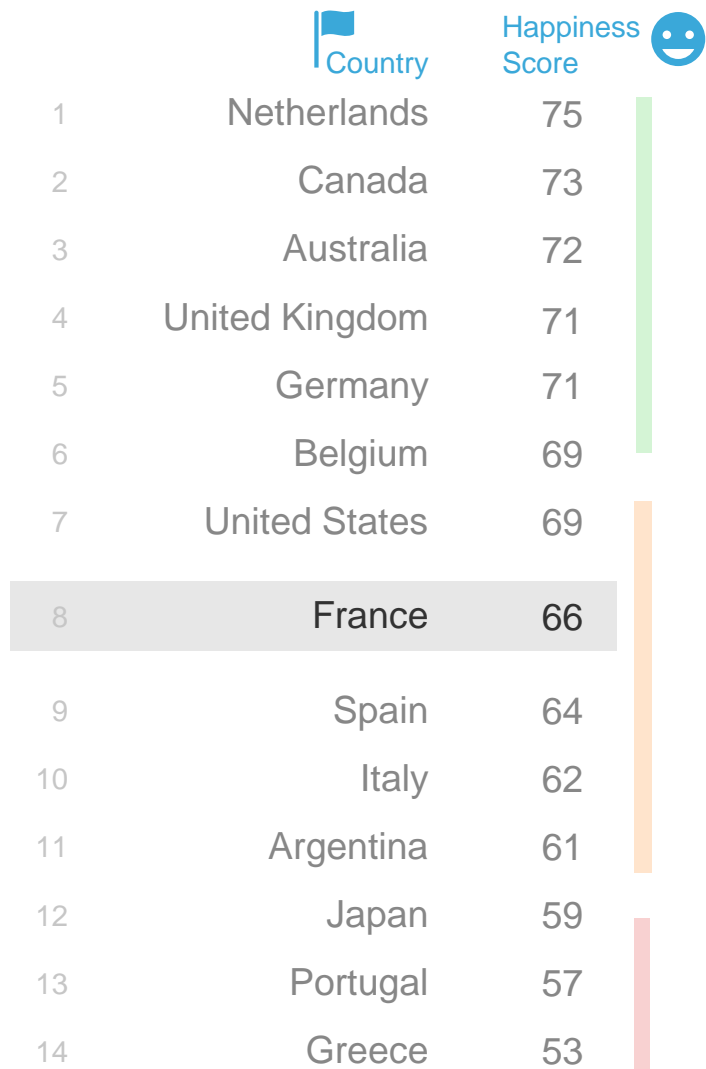 Country Happiness
Score
1 Netherlands 75
2 Canada 73
3 Australia 72
4 United Kingdom 71
5 Germany 71
6 Belgium 69
7 United States 69
8 France 66
9 Spain 64
10 Italy 62
11 Argentina 61
12 Japan 59
13 Portugal 57
14 Greece 53